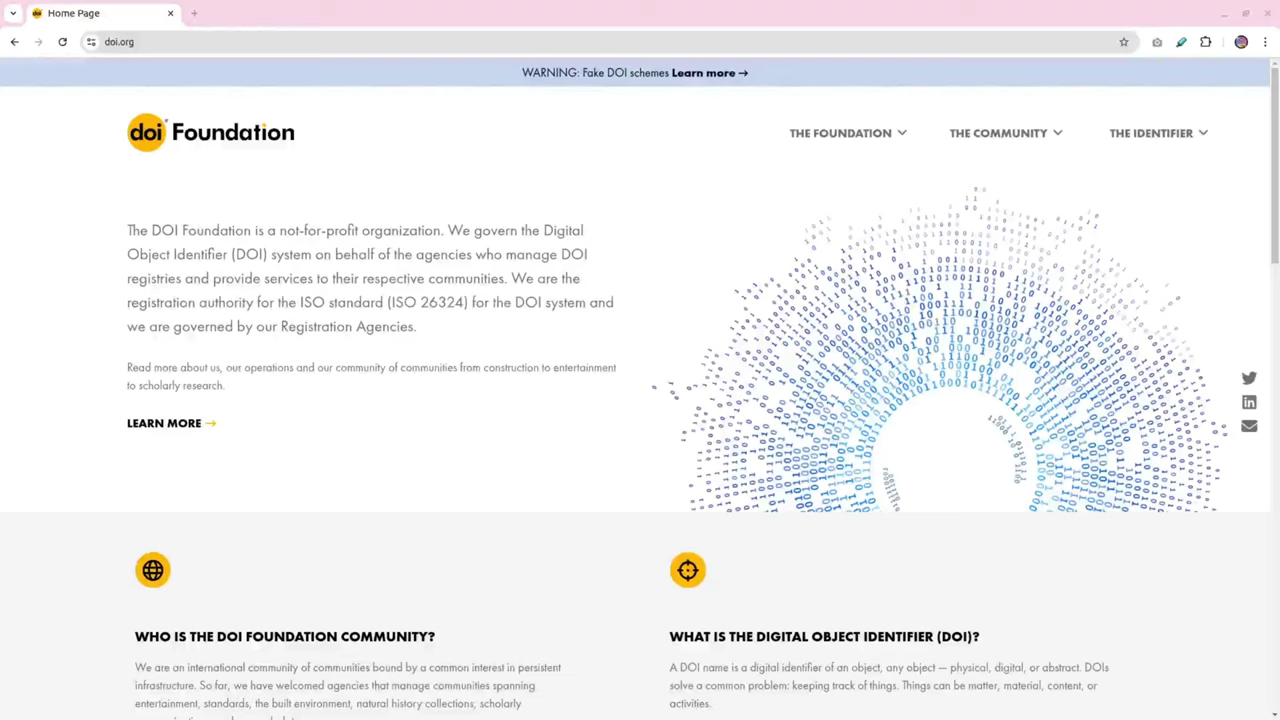 Home Page
doi.org
WARNING: Fake DOI schemes Learn more →
doi Foundation
THE FOUNDATION
THE COMMUNITY
THE IDENTIFIER
The DOI Foundation is a not-for-profit organization. We govern the Digital
Object Identifier (DOI) system on behalf of the agencies who manage DOI
registries and provide services to their respective communities. We are the
registration authority for the ISO standard (ISO 26324) for the DOI system and
we are governed by our Registration Agencies.
Read more about us, our operations and our community of communities from construction to entertainment
to scholarly research.
LEARN MORE →
WHO IS THE DOI FOUNDATION COMMUNITY?
We are an international community of communities bound by a common interest in persistent
infrastructure. So far, we have welcomed agencies that manage communities spanning
entertainment, standards, the built environment, natural history collections, scholarly
WHAT IS THE DIGITAL OBJECT IDENTIFIER (DOI)?
A DOI name is a digital identifier of an object, any object — physical, digital, or abstract. DOIs
solve a common problem: keeping track of things. Things can be matter, material, content, or
activities.